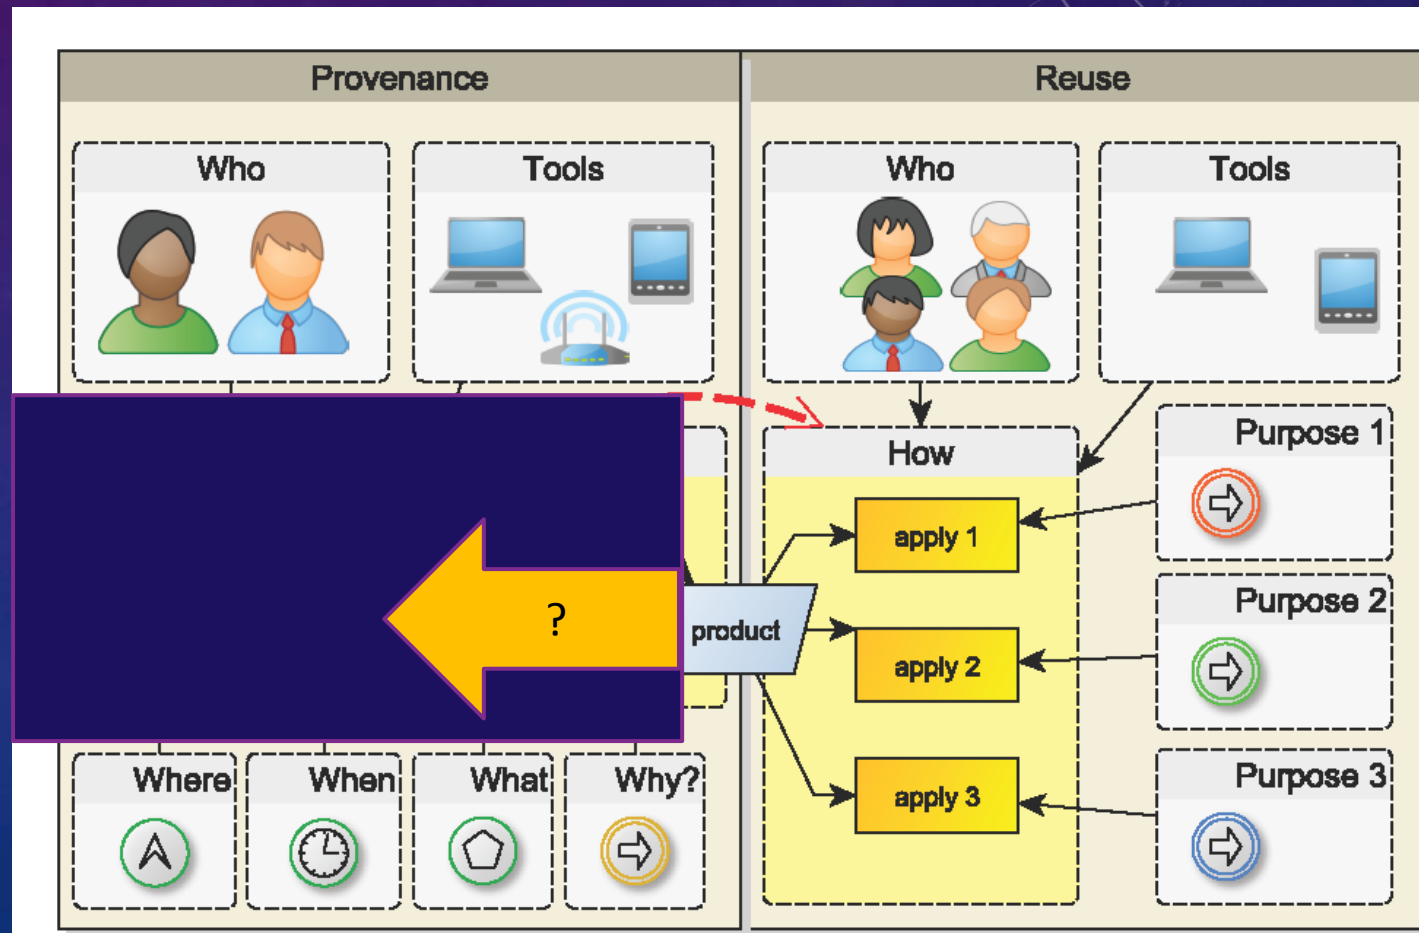 Provenance
Reuse
Who
Tools
Who
Tools
How
Purpose 1
apply 1
?
product
Purpose 2
apply 2
Where
When
What
Why?
Purpose 3
apply 3